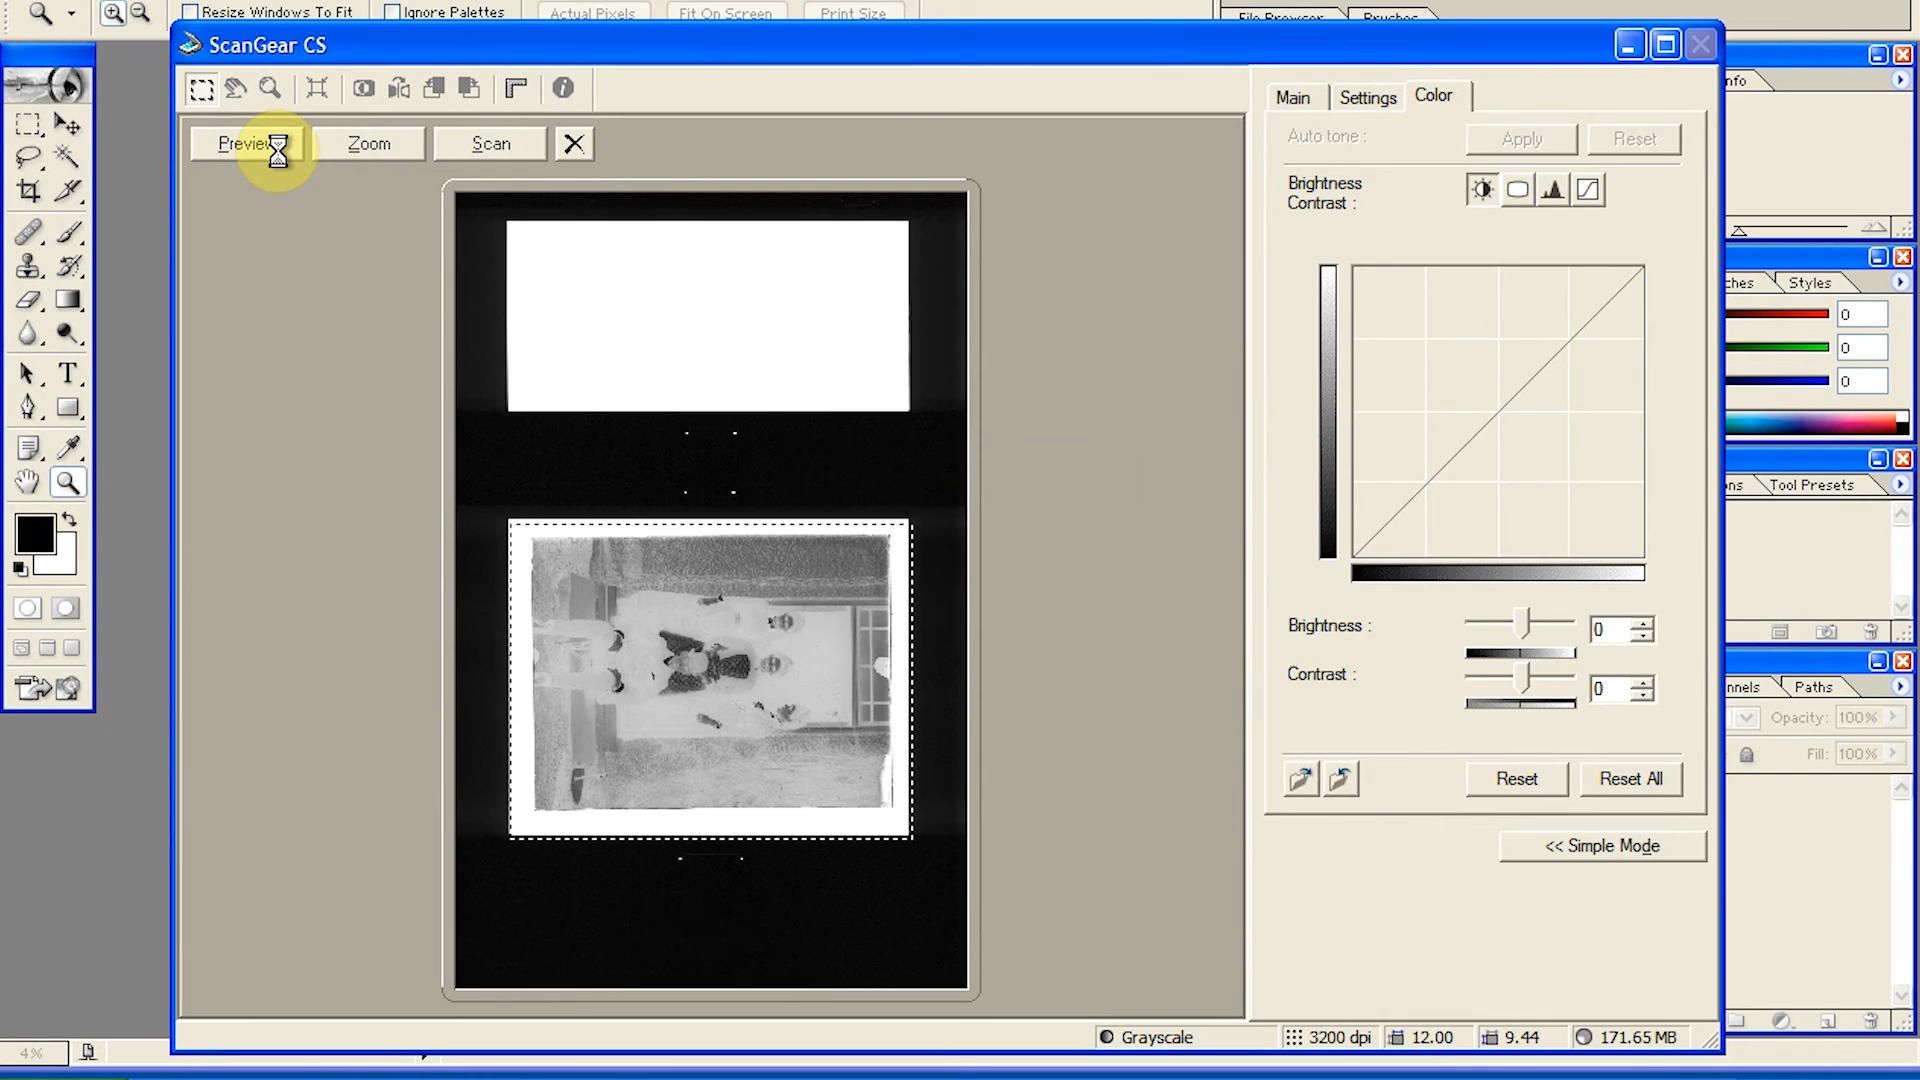 Resize Windows To Fit
Ignore Palettes
Actual Pixels
Fit On Screen
Print Size
File Browser
Brushes
ScanGear CS
Main
Settings
Color
Preview
Zoom
Scan
Auto tone :
Apply
Reset
Brightness
Contrast :
Styles
0
0
0
Tool Presets
Brightness :
0
Contrast :
0
Paths
Opacity: 100%
Fill: 100%
Reset
Reset All
<< Simple Mode
Grayscale
3200 dpi
12.00
9.44
171.65 MB
4%